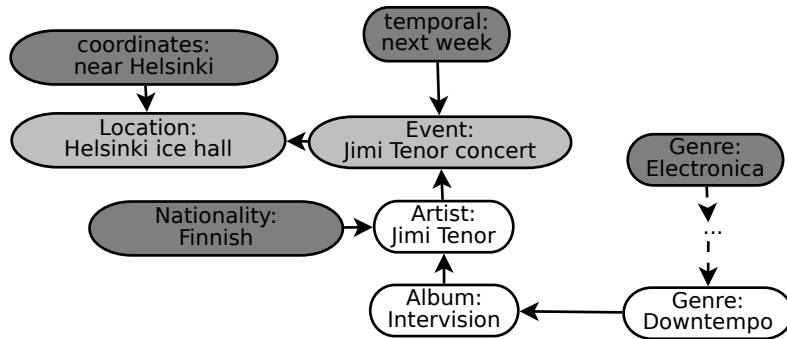 temporal:
next week
coordinates:
near Helsinki
Location:
Helsinki ice hall
Event:
Jimi Tenor concert
Genre:
Electronica
Nationality:
Finnish
Artist:
Jimi Tenor
...
Album:
Intervision
Genre:
Downtempo